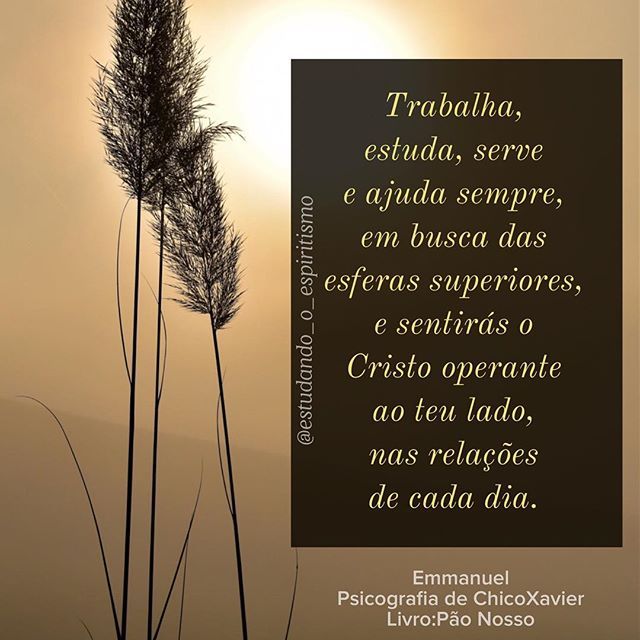 Trabalha,
estuda, serve
e ajuda sempre,
em busca das
esferas superiores,
e sentirás o
Cristo operante
ao teu lado,
nas relações
de cada dia.
@estudando_o_espiritismo
Emmanuel
Psicografia de ChicoXavier
Livro:Pão Nosso